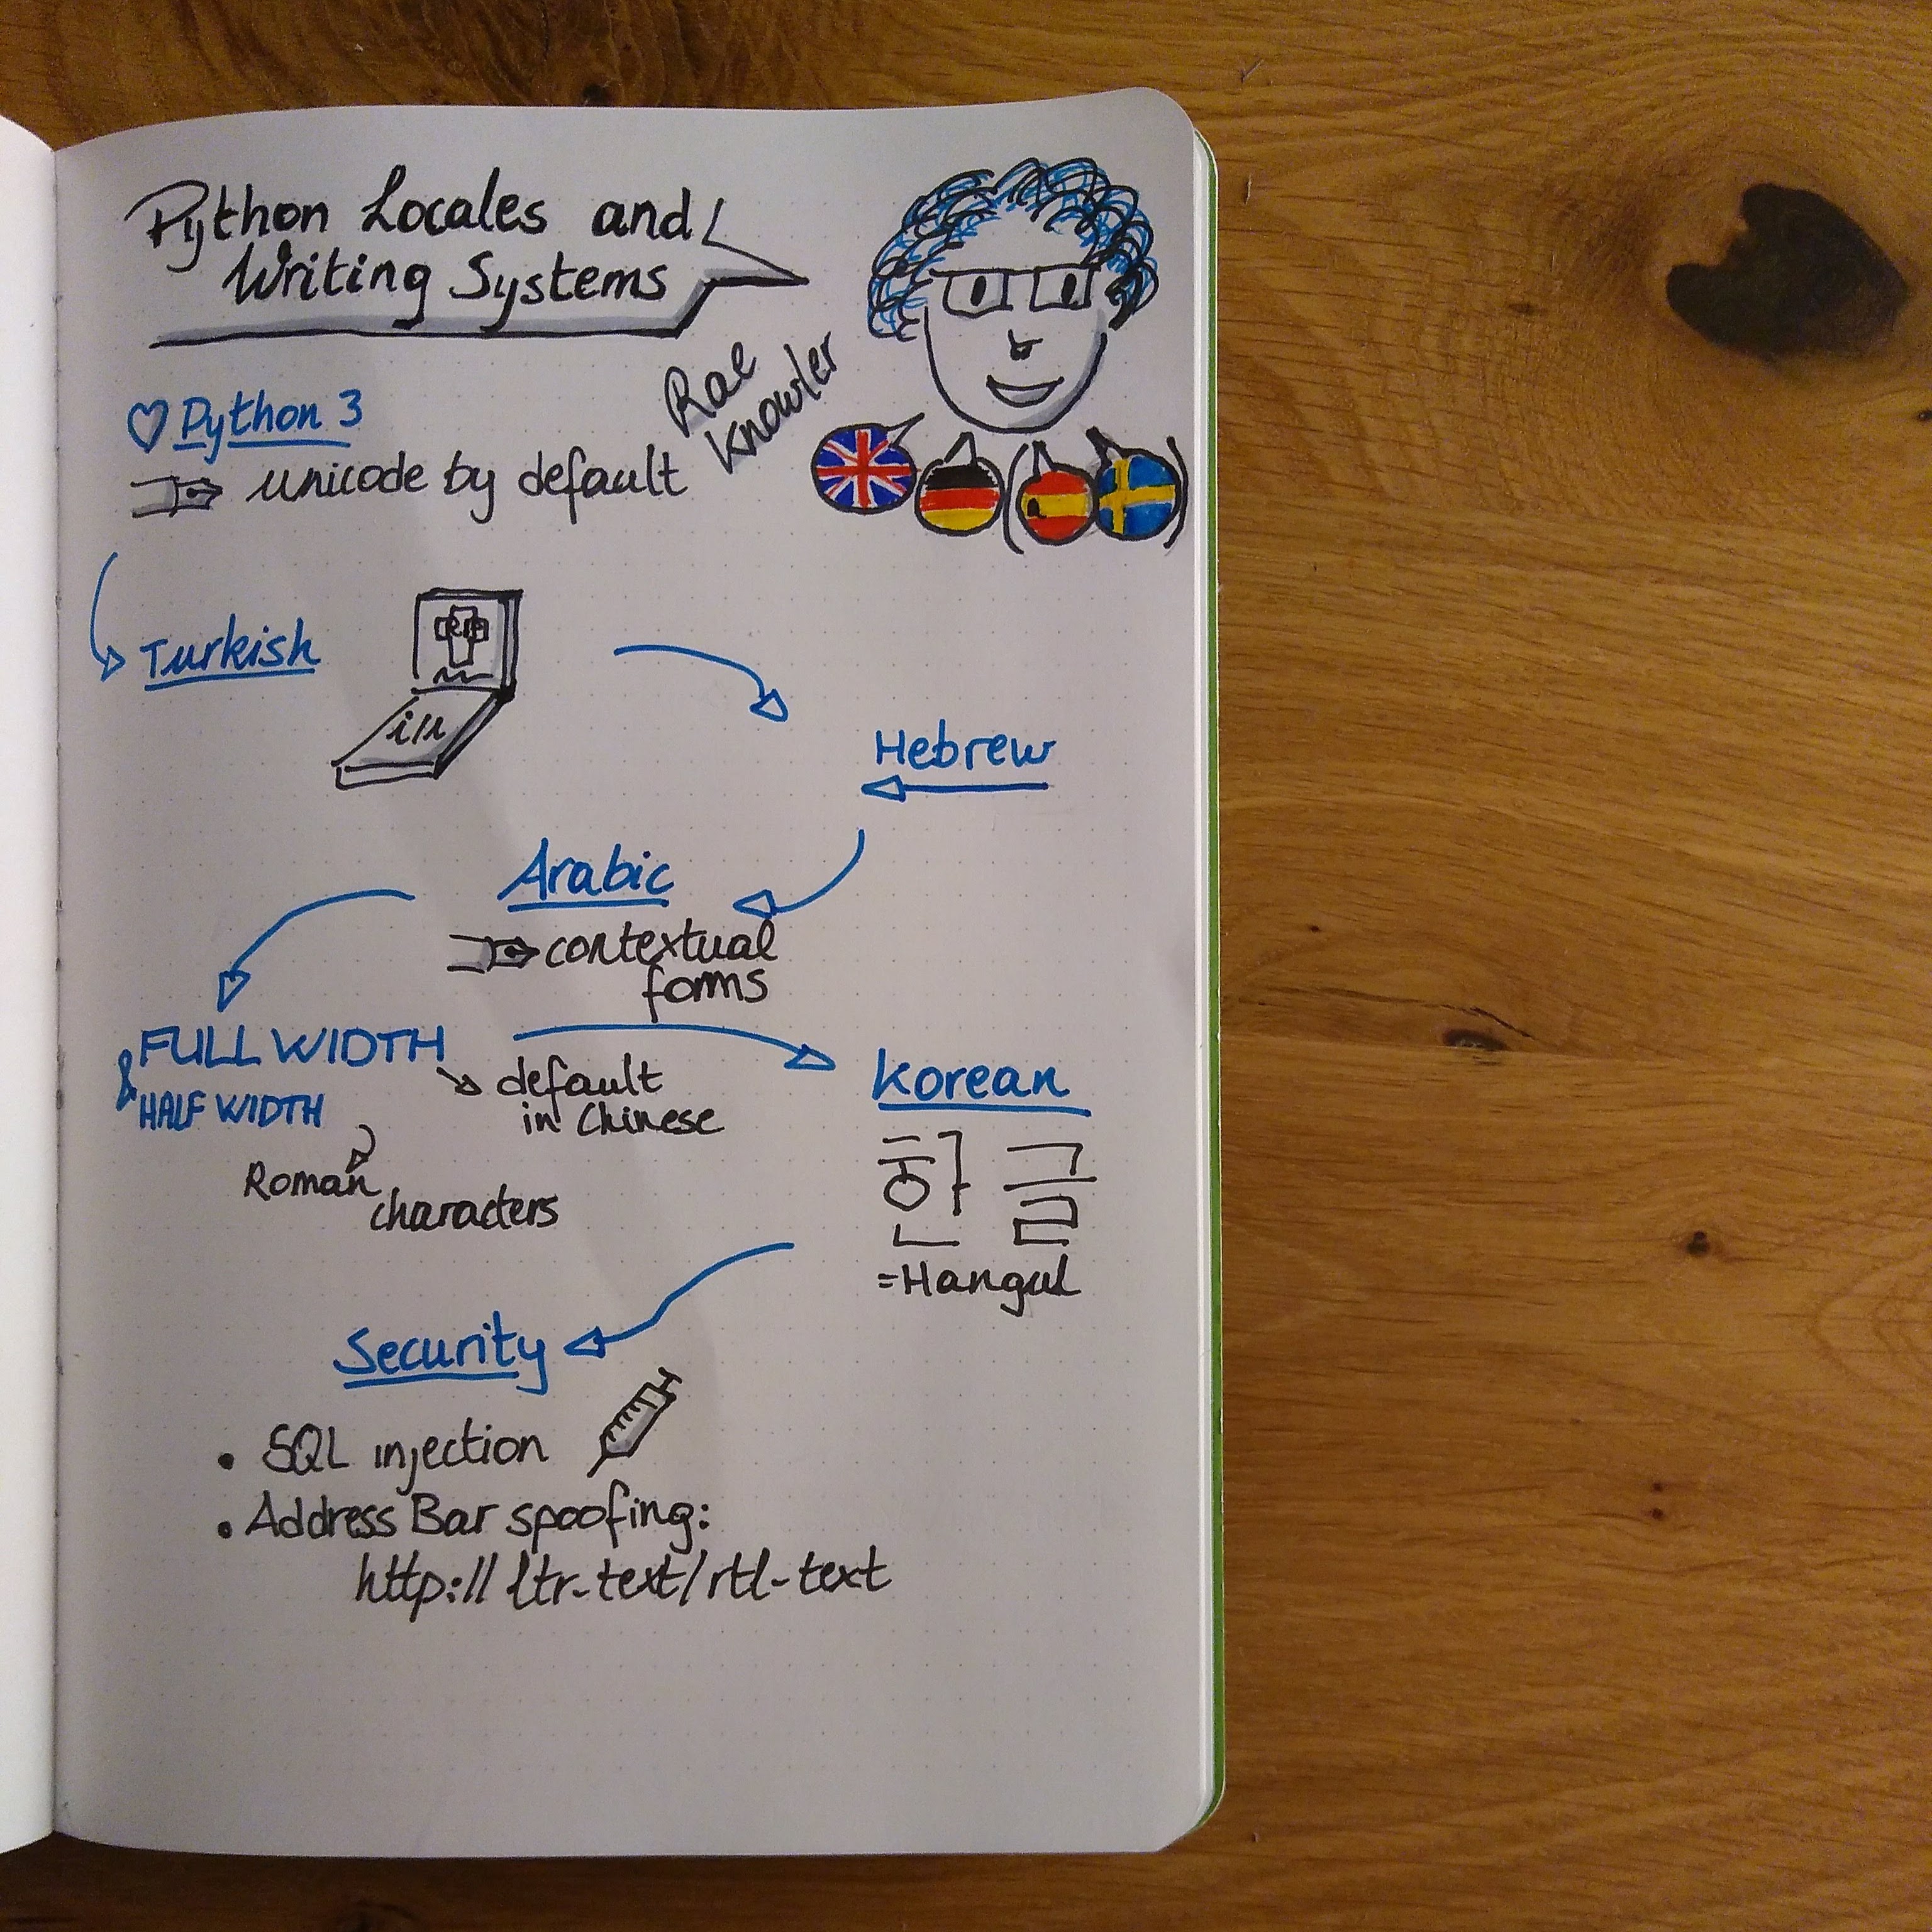 Python Locales and
Writing Systems
Rae
Knowler
♡ Python 3
unicode by default
Turkish
Hebrew
Arabic
contextual
forms
FULL WIDTH
& HALF WIDTH
default
in Chinese
Roman
characters
Korean
한글
=Hangul
Security
• SQL injection
• Address Bar spoofing:
http://ltr-text/rtl-text